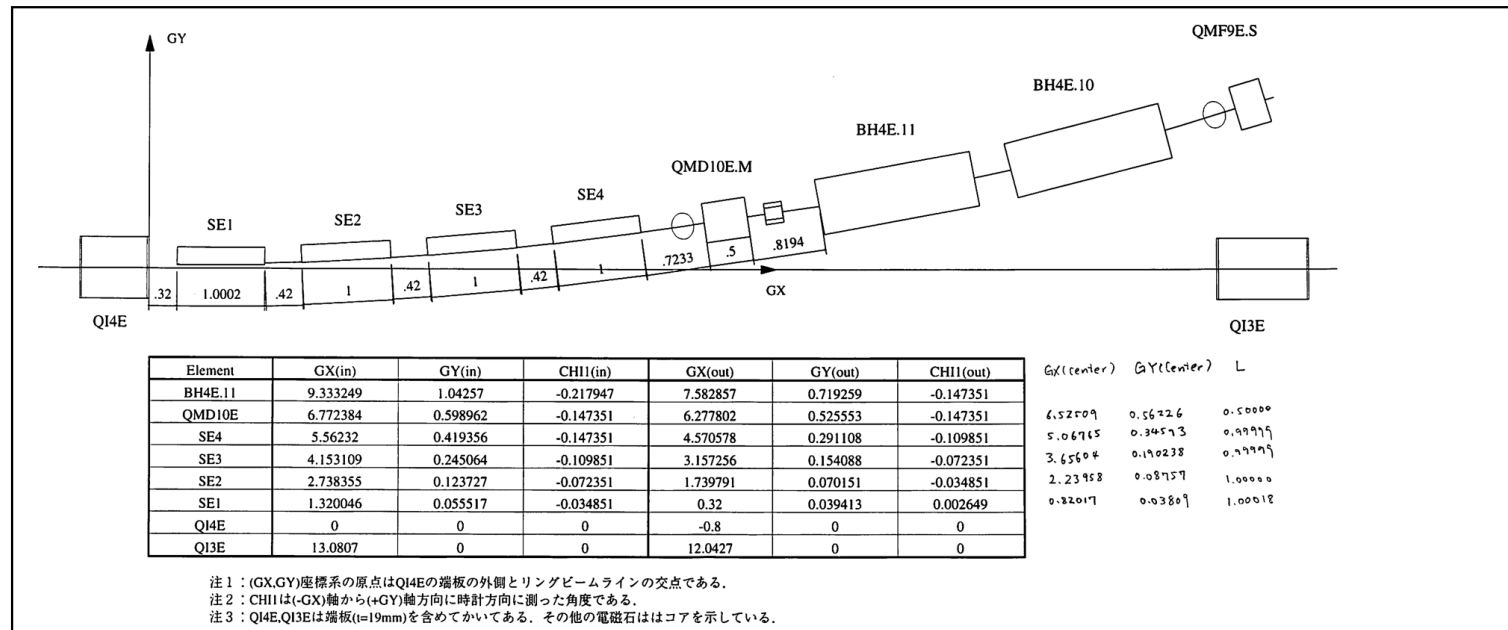 GY
QMF9E.S
BH4E.10
BH4E.11
QMD10E.M
SE4
SE3
SE2
SE1
.32 1.0002 .42 1 .42 1 .42 1 .7233 .5 .8194
GX
QI4E
QI3E
Element GX(in) GY(in) CHI1(in) GX(out) GY(out) CHI1(out) GX(center) GY(center) L
BH4E.11 9.333249 1.04257 -0.217947 7.582857 0.719259 -0.147351
QMD10E 6.772384 0.598962 -0.147351 6.277802 0.525553 -0.147351 6.52509 0.56226 0.50000
SE4 5.56232 0.419356 -0.147351 4.570578 0.291108 -0.109851 5.06765 0.34593 0.99999
SE3 4.153109 0.245064 -0.109851 3.157256 0.154088 -0.072351 3.65604 0.190238 0.99999
SE2 2.738355 0.123727 -0.072351 1.739791 0.070151 -0.034851 2.23958 0.08757 1.00000
SE1 1.320046 0.055517 -0.034851 0.32 0.039413 0.002649 0.82017 0.03809 1.00018
QI4E 0 0 0 -0.8 0 0
QI3E 13.0807 0 0 12.0427 0 0
注1：(GX,GY)座標系の原点はQI4Eの端板の外側とリングビームラインの交点である．
注2：CHI1は(-GX)軸から(+GY)軸方向に時計方向に測った角度である．
注3：QI4E,QI3Eは端板(t=19mm)を含めてかいてある．その他の電磁石ははコアを示している．